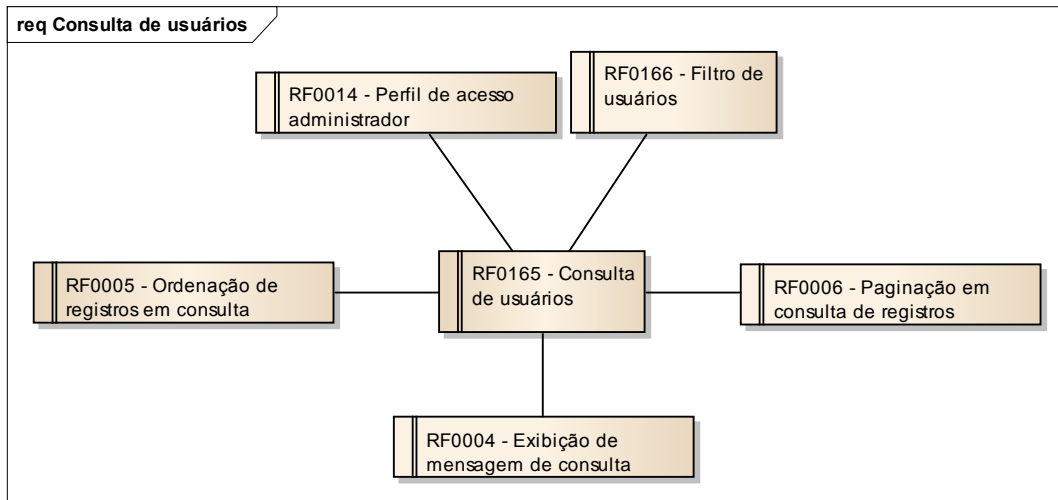 req Consulta de usuários
RF0014 - Perfil de acesso
administrador
RF0166 - Filtro de
usuários
RF0005 - Ordenação de
registros em consulta
RF0165 - Consulta
de usuários
RF0006 - Paginação em
consulta de registros
RF0004 - Exibição de
mensagem de consulta